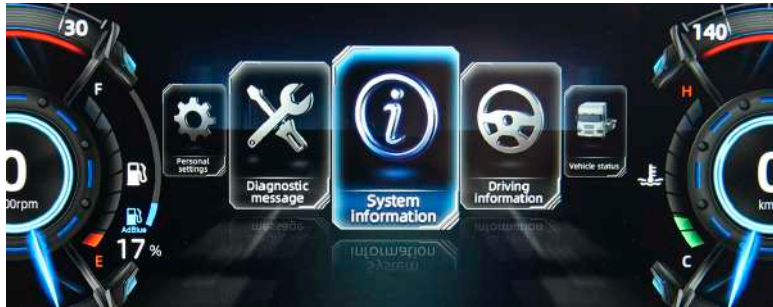 30
140
F
H
Personal
settings
Diagnostic
message
System
information
Driving
information
Vehicle status
0
00rpm
AdBlue
E
17 %
0
km
C